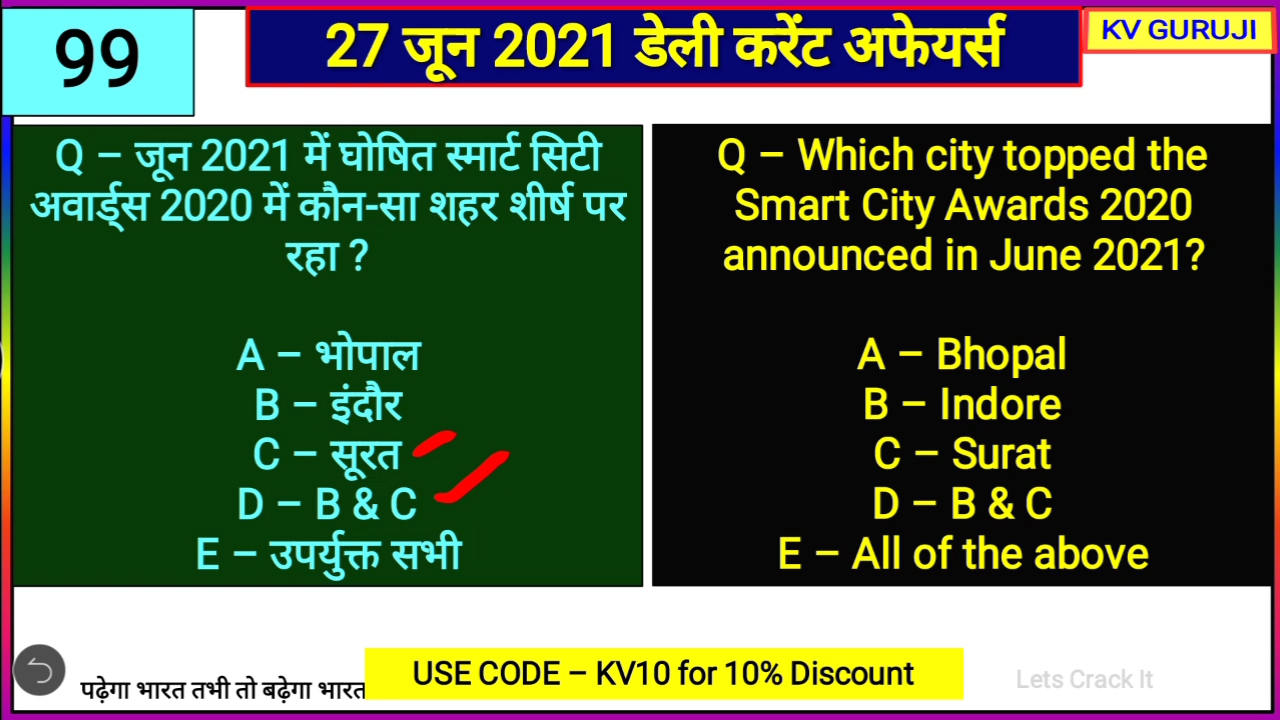 99
27 जून 2021 डेली करेंट अफेयर्स
KV GURUJI
Q – जून 2021 में घोषित स्मार्ट सिटी
अवार्ड्स 2020 में कौन-सा शहर शीर्ष पर
रहा ?
A – भोपाल
B – इंदौर
C – सूरत
D – B & C
E – उपर्युक्त सभी
Q – Which city topped the
Smart City Awards 2020
announced in June 2021?
A – Bhopal
B – Indore
C – Surat
D – B & C
E – All of the above
पढ़ेगा भारत तभी तो बढ़ेगा भारत
USE CODE – KV10 for 10% Discount
Lets Crack It